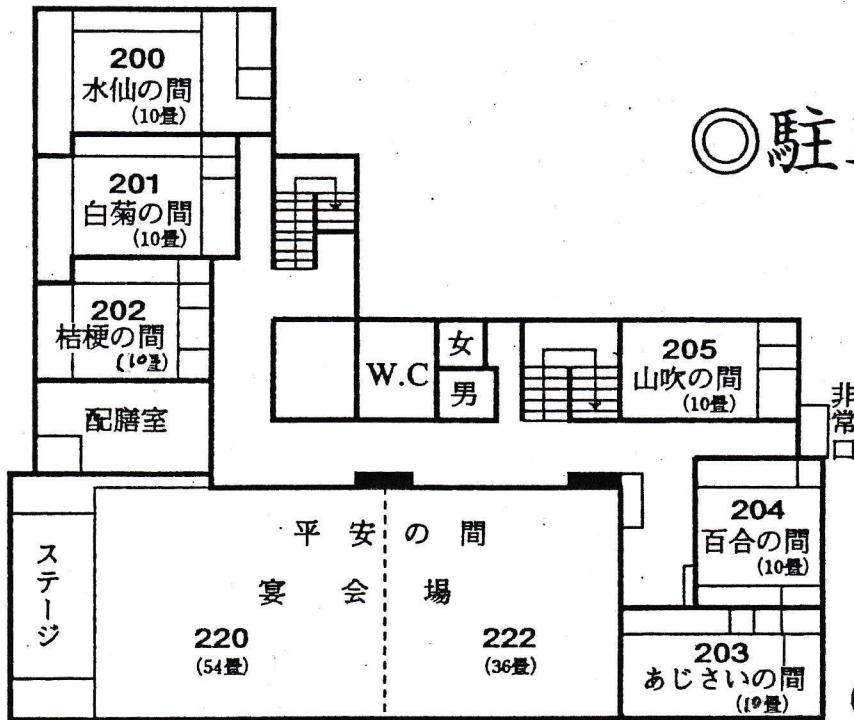 200
水仙の間
(10畳)
◎駐
201
白菊の間
(10畳)
202
桔梗の間
(10畳)
配膳室
W.C
女
男
205
山吹の間
(10畳)
非常口
204
百合の間
(10畳)
ステージ
平安の間
宴会場
220
(54畳)
222
(36畳)
203
あじさいの間
(10畳)